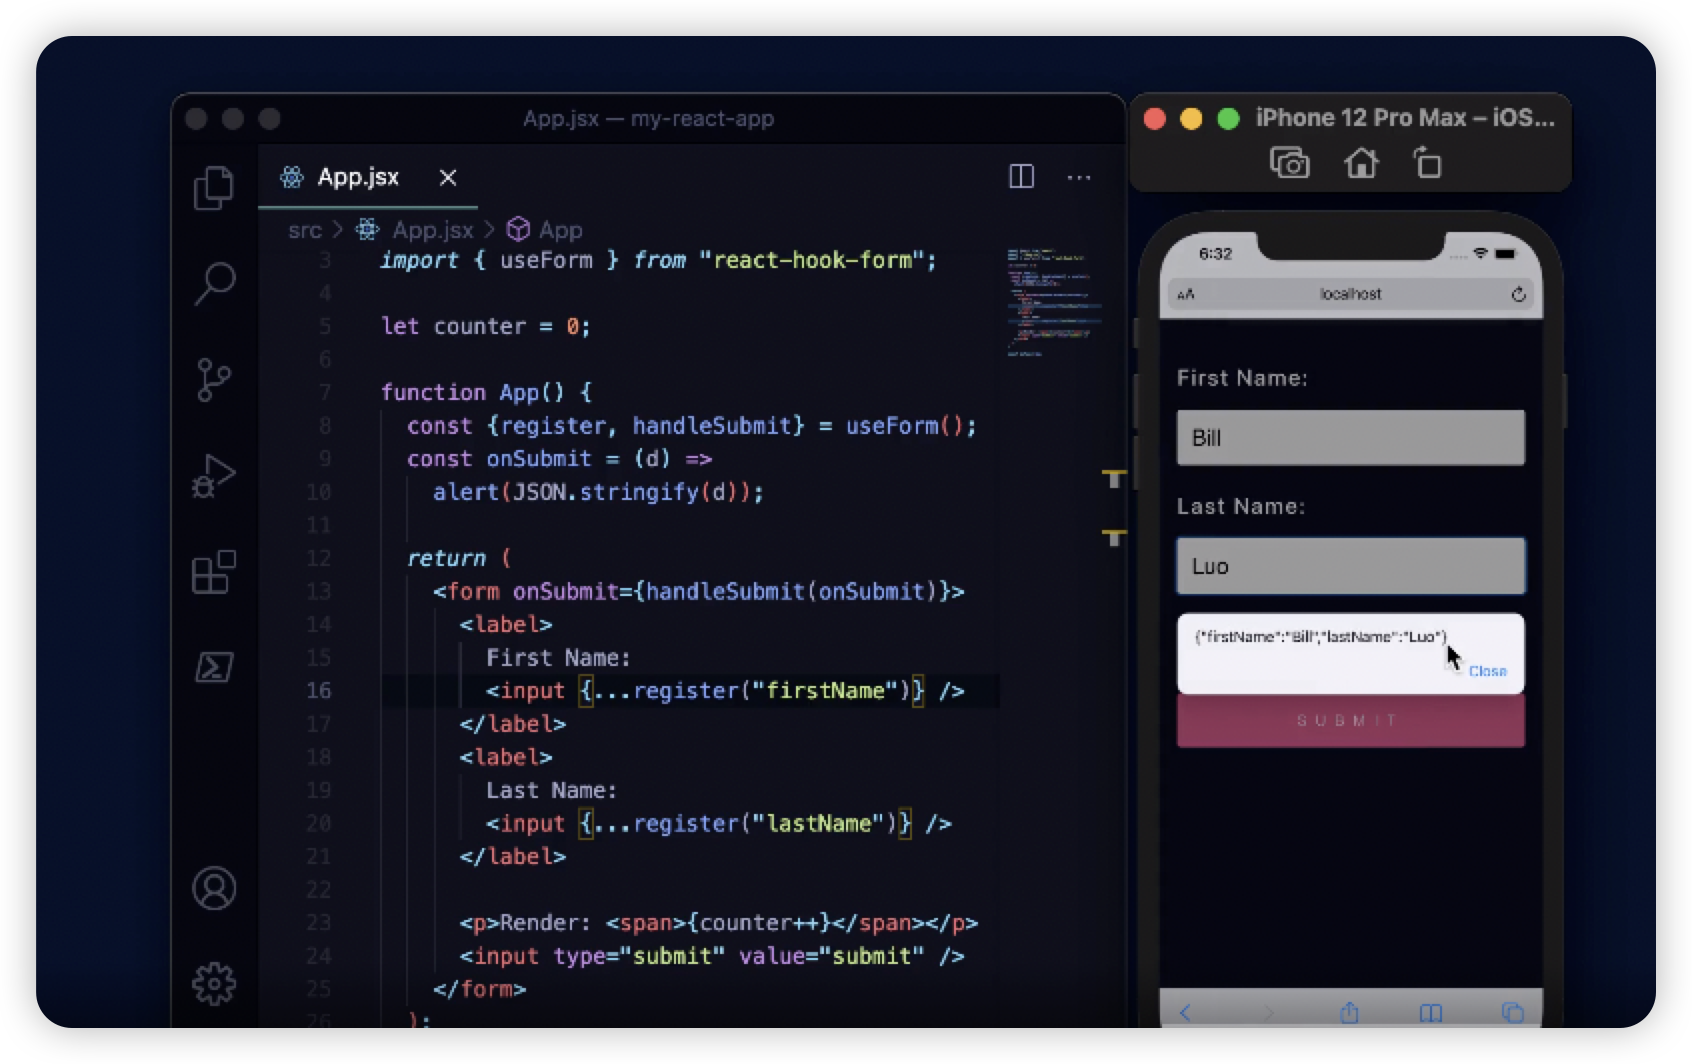 App.jsx — my-react-app
App.jsx
src > App.jsx > App
3 import { useForm } from "react-hook-form";
4
5 let counter = 0;
6
7 function App() {
8 const {register, handleSubmit} = useForm();
9 const onSubmit = (d) =>
10 alert(JSON.stringify(d));
11
12 return (
13 <form onSubmit={handleSubmit(onSubmit)}>
14 <label>
15 First Name:
16 <input {...register("firstName")} />
17 </label>
18 <label>
19 Last Name:
20 <input {...register("lastName")} />
21 </label>
22
23 <p>Render: <span>{counter++}</span></p>
24 <input type="submit" value="submit" />
25 </form>
26 );
iPhone 12 Pro Max – iOS...
6:32
AA localhost
First Name:
Bill
Last Name:
Luo
{"firstName":"Bill","lastName":"Luo"}
Close
SUBMIT